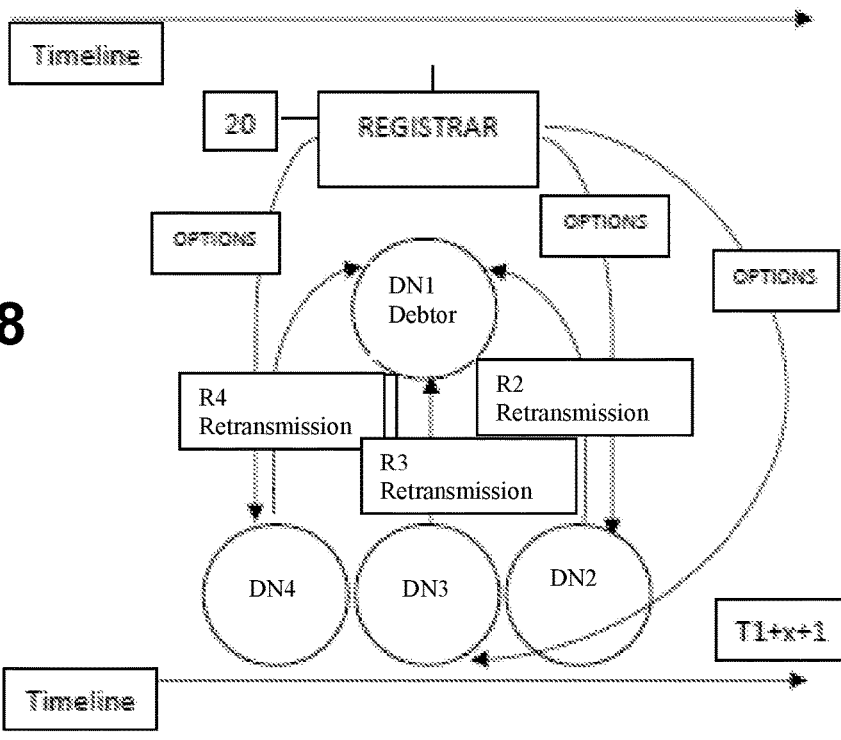 Timeline
20
REGISTRAR
OPTIONS
OPTIONS
OPTIONS
DN1
Debtor
8
R4
Retransmission
R2
Retransmission
R3
Retransmission
DN4
DN3
DN2
T1+x+1
Timeline